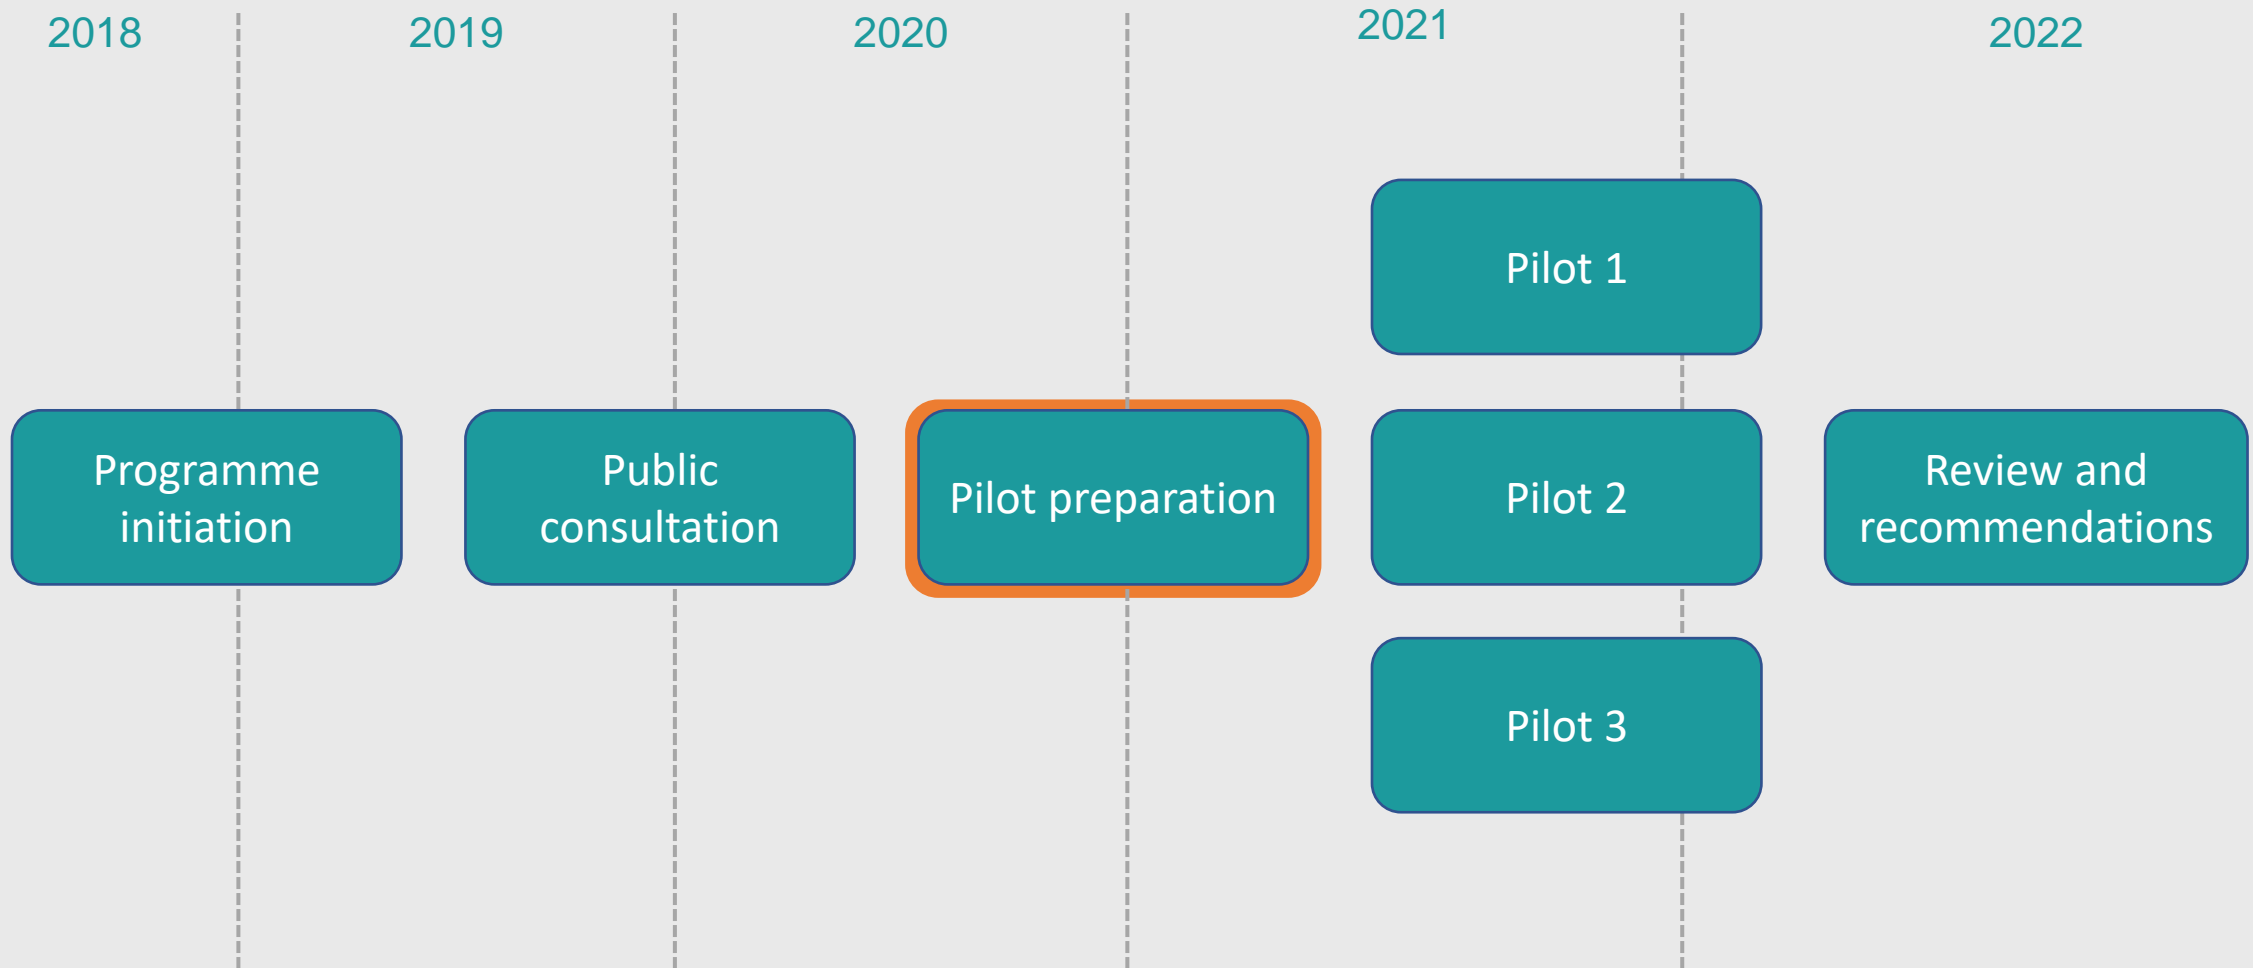 2018
2019
2020
2021
2022
Programme
initiation
Public
consultation
Pilot preparation
Pilot 1
Pilot 2
Pilot 3
Review and
recommendations